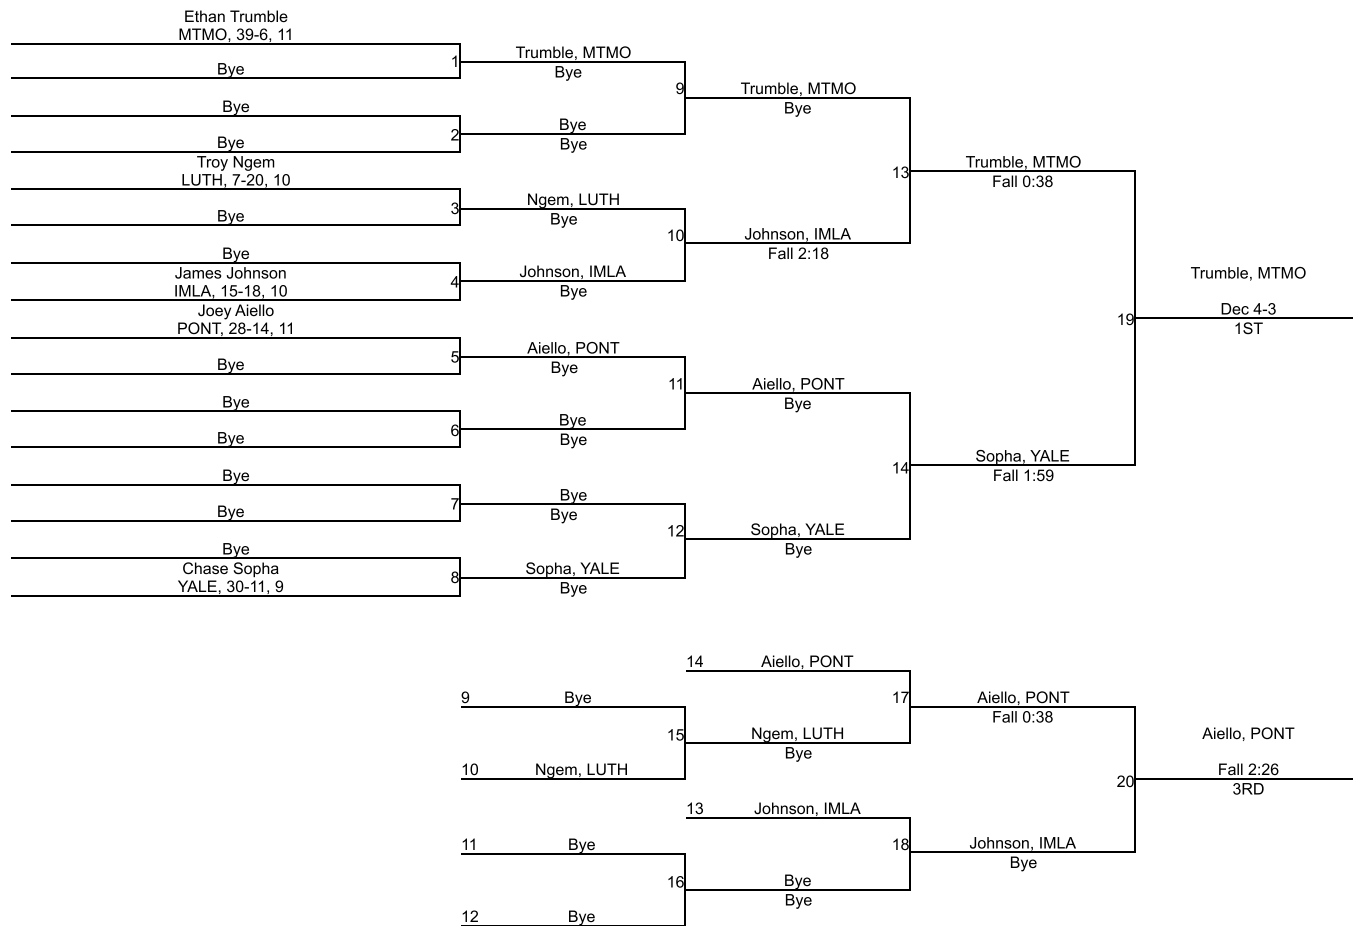 Ethan Trumble
MTMO, 39-6, 11
1
Bye
Bye
2
Bye
Troy Ngem
LUTH, 7-20, 10
3
Bye
Bye
4
James Johnson
IMLA, 15-18, 10
Joey Aiello
PONT, 28-14, 11
5
Bye
Bye
6
Bye
Bye
7
Bye
Bye
8
Chase Sopha
YALE, 30-11, 9
Trumble, MTMO
Bye
9
Bye
Bye
Ngem, LUTH
Bye
10
Johnson, IMLA
Bye
Aiello, PONT
Bye
11
Bye
Bye
Bye
Bye
12
Sopha, YALE
Bye
Trumble, MTMO
Bye
13
Johnson, IMLA
Fall 2:18
Aiello, PONT
Bye
14
Sopha, YALE
Bye
Trumble, MTMO
Fall 0:38
19
Sopha, YALE
Fall 1:59
Trumble, MTMO
Dec 4-3
1ST
9 Bye
15
10 Ngem, LUTH
11 Bye
16
12 Bye
14 Aiello, PONT
17
Ngem, LUTH
Bye
13 Johnson, IMLA
18
Bye
Bye
Aiello, PONT
Fall 0:38
20
Johnson, IMLA
Bye
Aiello, PONT
Fall 2:26
3RD